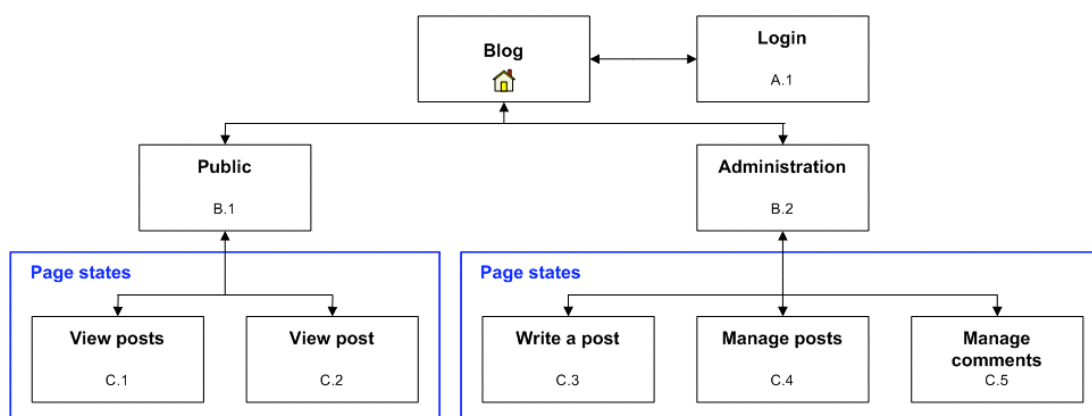 Blog
Login
A.1
Public
B.1
Administration
B.2
Page states
View posts
C.1
View post
C.2
Page states
Write a post
C.3
Manage posts
C.4
Manage
comments
C.5